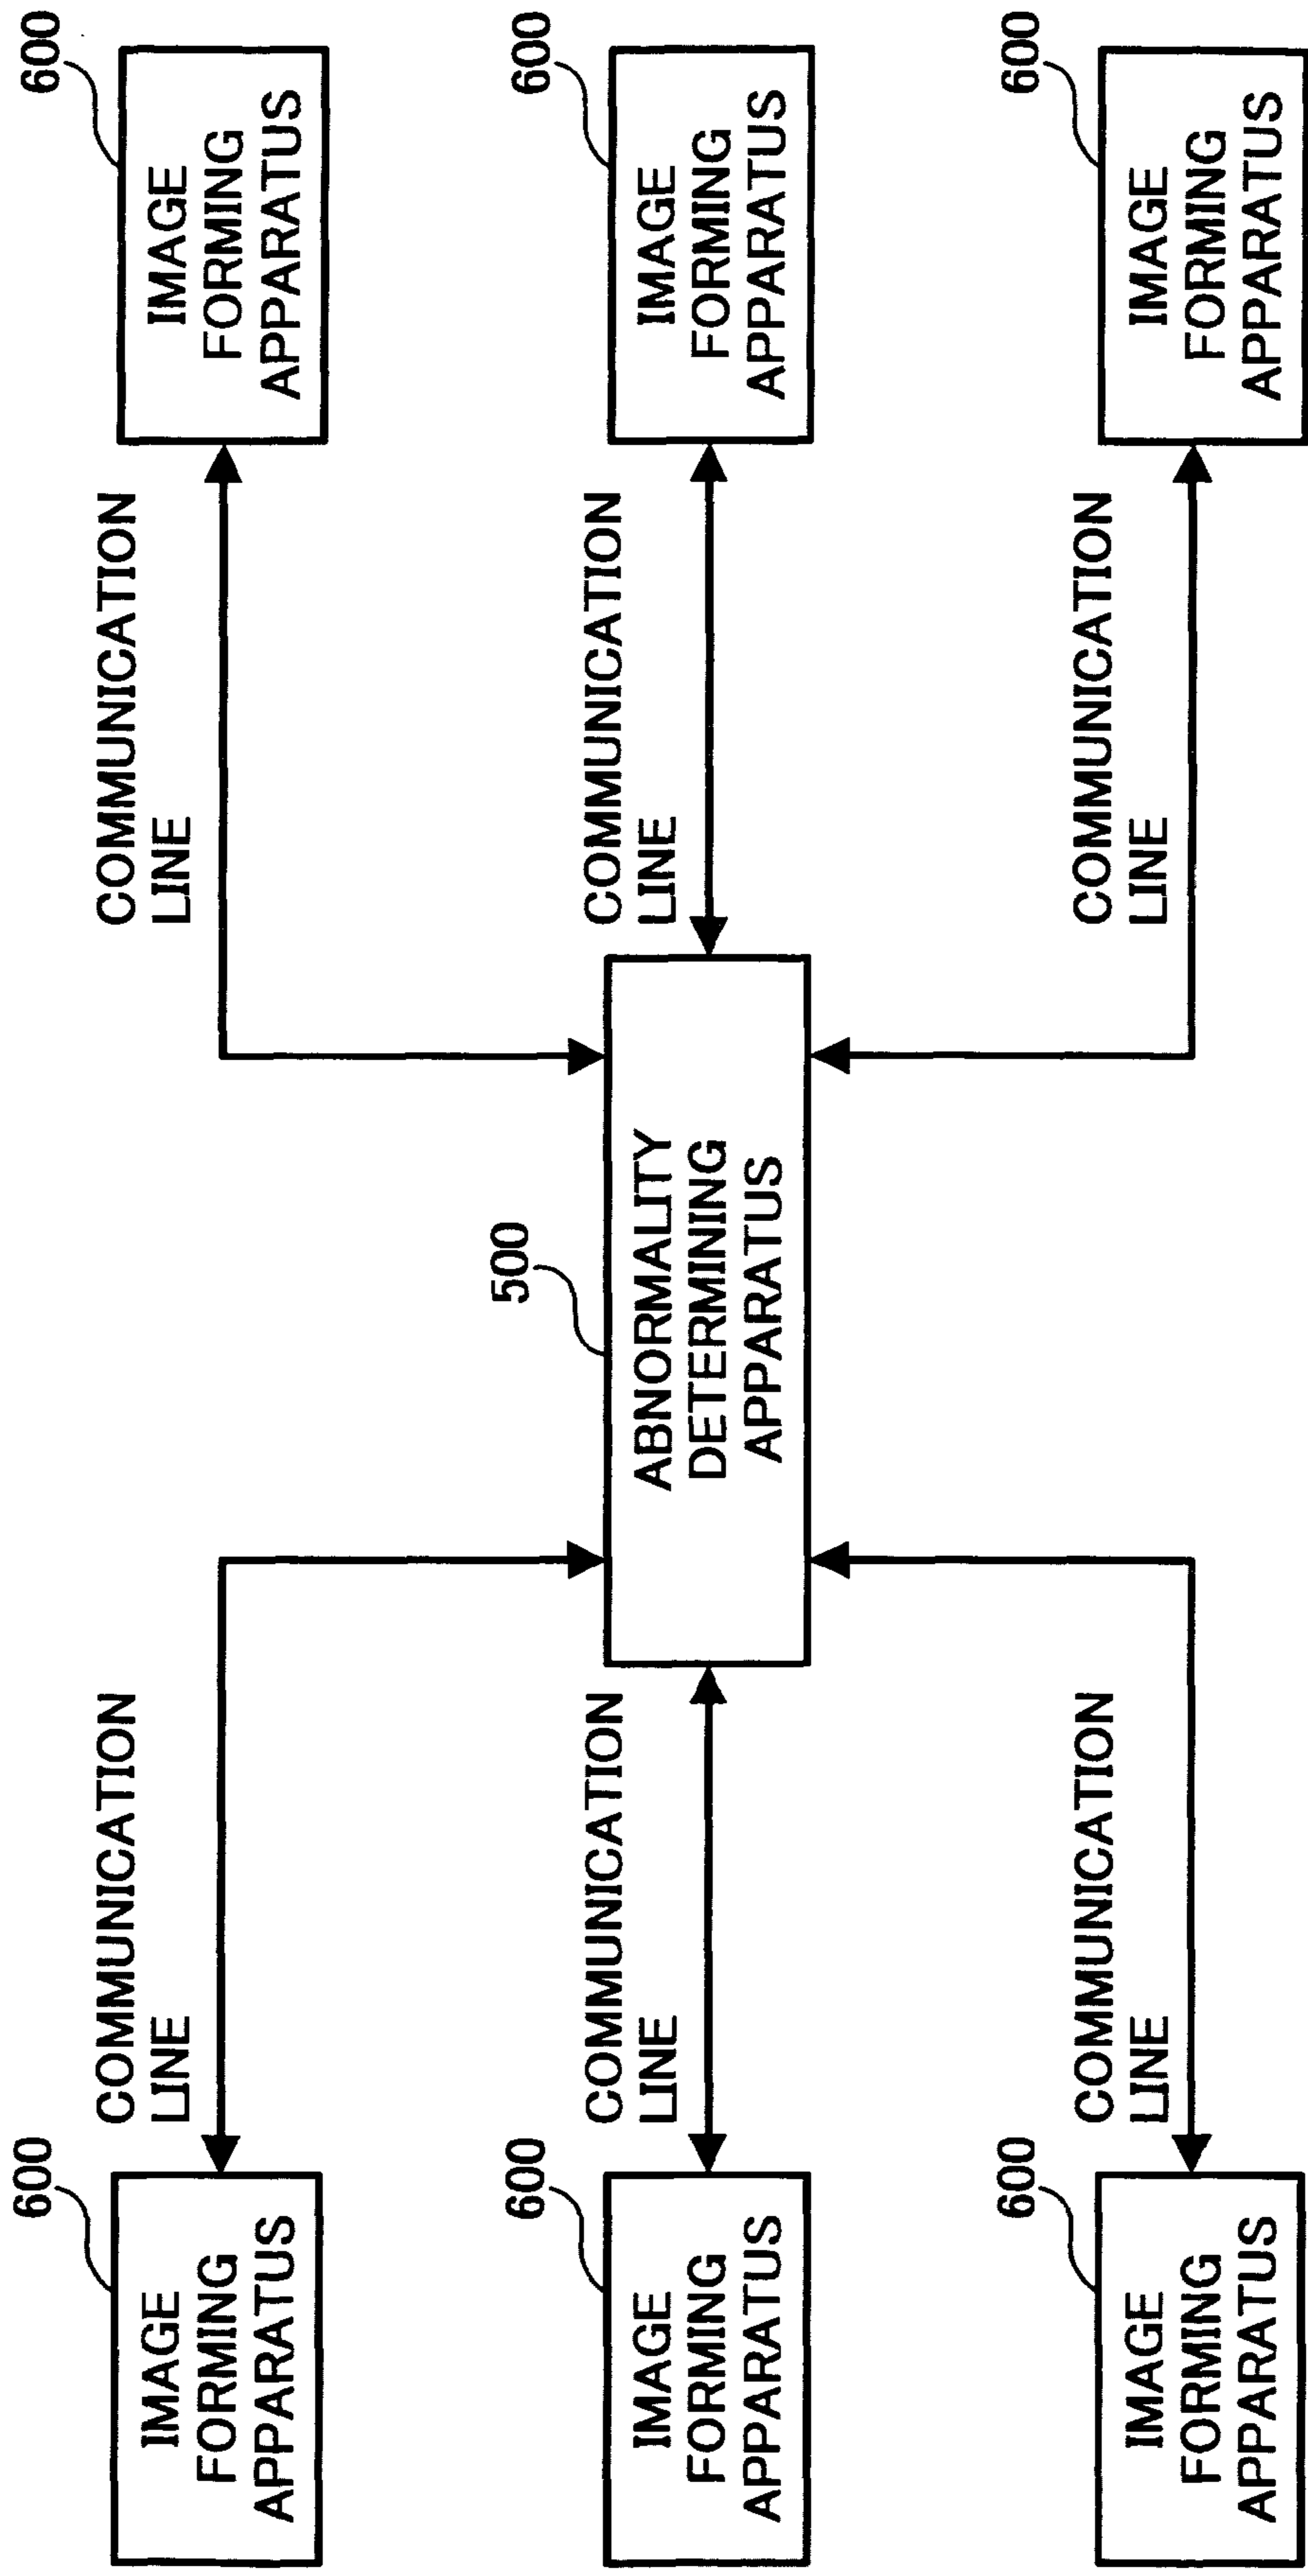 600
IMAGE
FORMING
APPARATUS
COMMUNICATION
LINE
COMMUNICATION
LINE
600
IMAGE
FORMING
APPARATUS
600
IMAGE
FORMING
APPARATUS
COMMUNICATION
LINE
500
ABNORMALITY
DETERMINING
APPARATUS
COMMUNICATION
LINE
600
IMAGE
FORMING
APPARATUS
600
IMAGE
FORMING
APPARATUS
COMMUNICATION
LINE
COMMUNICATION
LINE
600
IMAGE
FORMING
APPARATUS